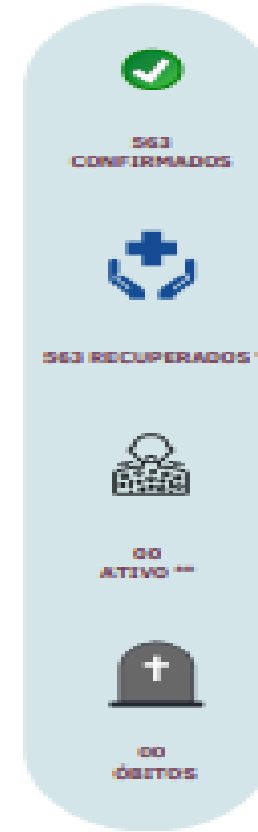 563
CONFIRMADOS
563 RECUPERADOS *
00
ATIVO **
00
ÓBITOS